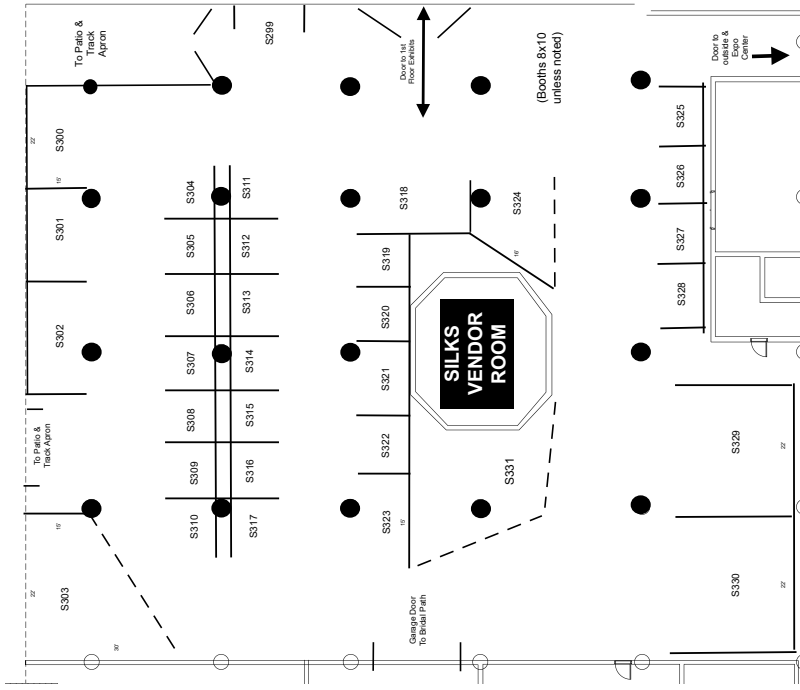 To Patio &
Track
Apron
S299
Door to 1st
Floor Exhibits
(Booths 8x10
unless noted)
Door to
outside &
Expo
Center
S300
22'
15'
S301
S302
To Patio &
Track Apron
S303
15'
22'
30'
S304
S305
S306
S307
S308
S309
S310
S311
S312
S313
S314
S315
S316
S317
S318
S319
S320
S321
S322
S323
15'
S324
16'
SILKS
VENDOR
ROOM
S331
Garage Door
To Bridal Path
S325
S326
S327
S328
S329
22'
S330
22'